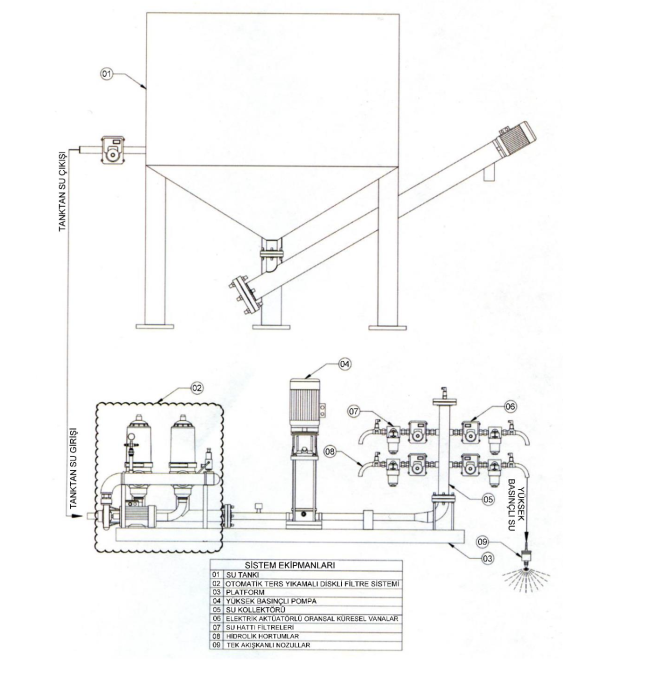 01
TANKTAN SU ÇIKIŞI
04
02
07
06
08
TANKTAN SU GİRİŞİ
05
YÜKSEK
BASINÇLI SU
09
03
SİSTEM EKİPMANLARI
01 SU TANKI
02 OTOMATİK TERS YIKAMALI DİSKLİ FİLTRE SİSTEMİ
03 PLATFORM
04 YÜKSEK BASINÇLI POMPA
05 SU KOLLEKTÖRÜ
06 ELEKTRİK AKTÜATÖRLÜ ORANSAL KÜRESEL VANALAR
07 SU HATTI FİLTRELERİ
08 HİDROLİK HORTUMLAR
09 TEK AKIŞKANLI NOZULLAR